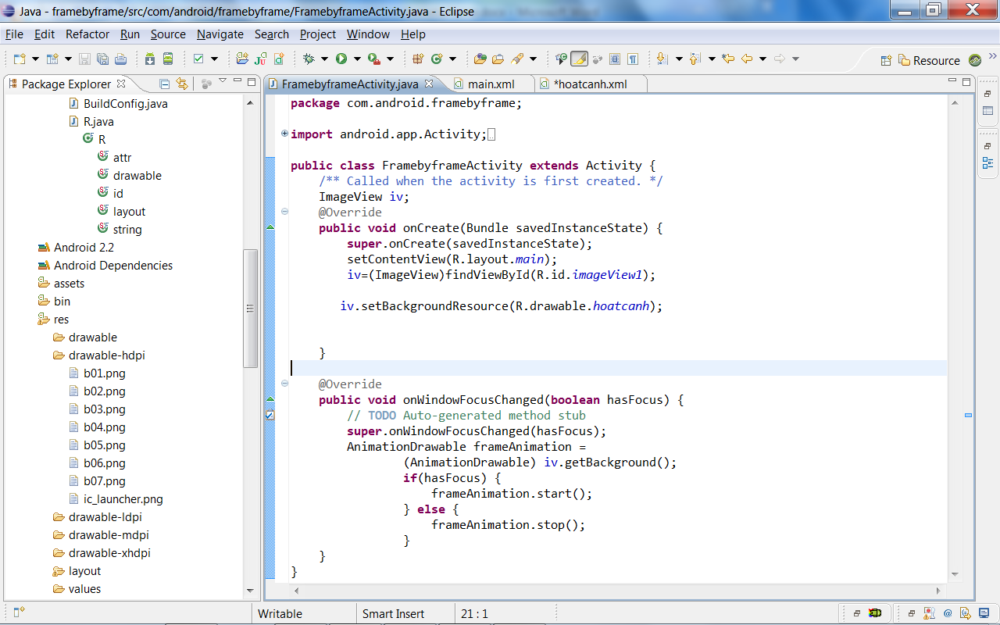 Java - framebyframe/src/com/android/framebyframe/FramebyframeActivity.java - Eclipse
File Edit Refactor Run Source Navigate Search Project Window Help
Resource
Package Explorer
FramebyframeActivity.java
main.xml
*hoatcanh.xml
BuildConfig.java
R.java
R
attr
drawable
id
layout
string
Android 2.2
Android Dependencies
assets
bin
res
drawable
drawable-hdpi
b01.png
b02.png
b03.png
b04.png
b05.png
b06.png
b07.png
ic_launcher.png
drawable-ldpi
drawable-mdpi
drawable-xhdpi
layout
values
package com.android.framebyframe;
import android.app.Activity;
public class FramebyframeActivity extends Activity {
/** Called when the activity is first created. */
ImageView iv;
@Override
public void onCreate(Bundle savedInstanceState) {
super.onCreate(savedInstanceState);
setContentView(R.layout.main);
iv=(ImageView)findViewById(R.id.imageView1);
iv.setBackgroundResource(R.drawable.hoatcanh);
}
@Override
public void onWindowFocusChanged(boolean hasFocus) {
// TODO Auto-generated method stub
super.onWindowFocusChanged(hasFocus);
AnimationDrawable frameAnimation =
(AnimationDrawable) iv.getBackground();
if(hasFocus) {
frameAnimation.start();
} else {
frameAnimation.stop();
}
}
}
Writable
Smart Insert
21 : 1